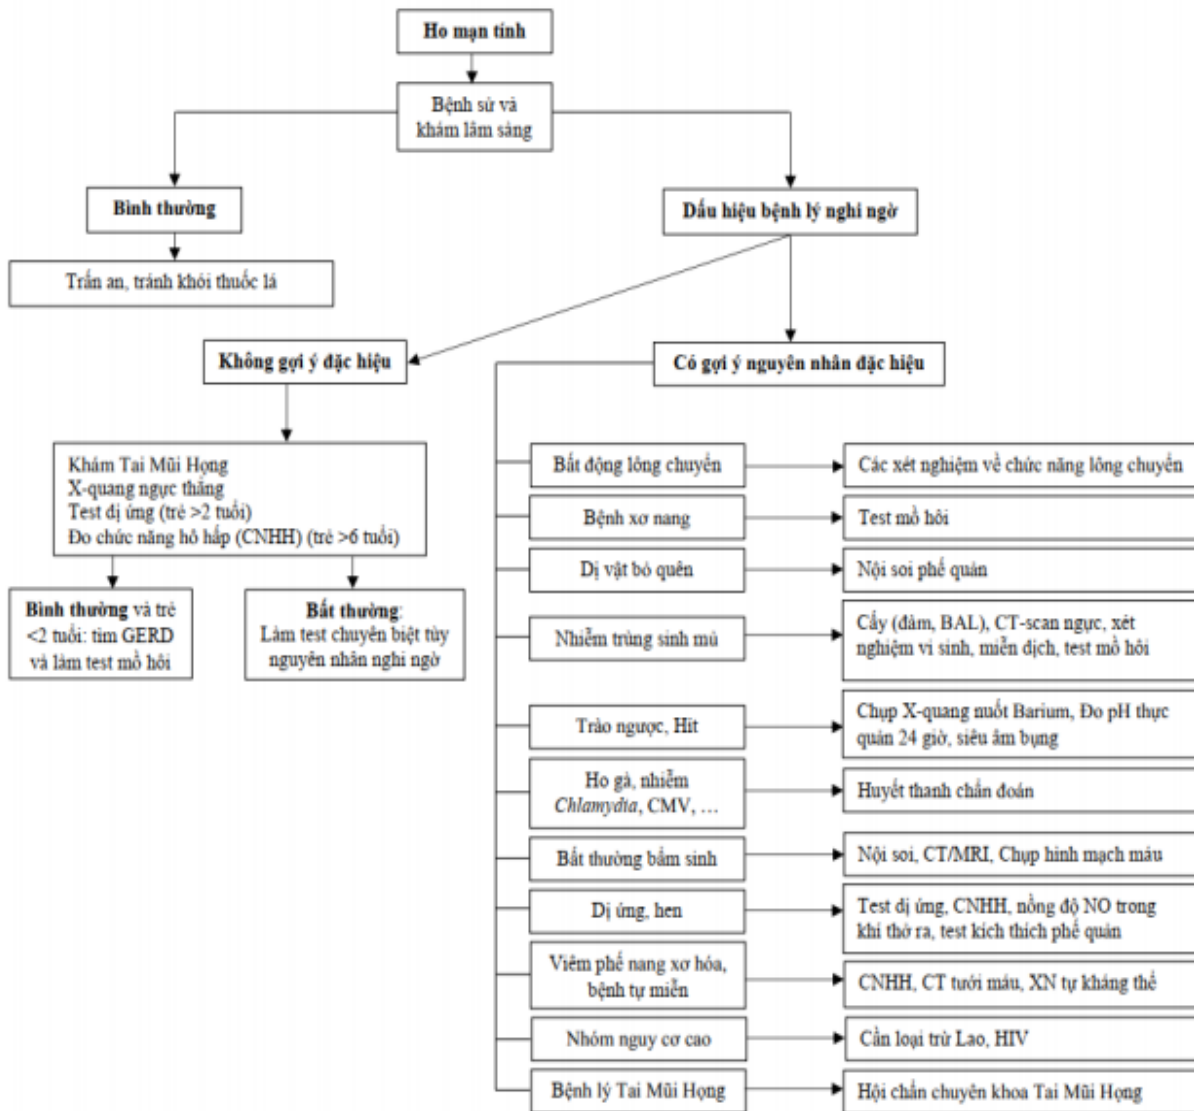 Ho mạn tính
Bệnh sử và
khám lâm sàng
Bình thường
Dấu hiệu bệnh lý nghi ngờ
Trấn an, tránh khói thuốc lá
Không gợi ý đặc hiệu
Có gợi ý nguyên nhân đặc hiệu
Khám Tai Mũi Họng
X-quang ngực thẳng
Test dị ứng (trẻ >2 tuổi)
Đo chức năng hô hấp (CNHH) (trẻ >6 tuổi)
Bình thường và trẻ
<2 tuổi: tìm GERD
và làm test mồ hôi
Bất thường:
Làm test chuyên biệt tùy
nguyên nhân nghi ngờ
Bất động lông chuyển
Các xét nghiệm về chức năng lông chuyển
Bệnh xơ nang
Test mồ hôi
Dị vật bỏ quên
Nội soi phế quản
Nhiễm trùng sinh mủ
Cấy (đàm, BAL), CT-scan ngực, xét
nghiệm vi sinh, miễn dịch, test mồ hôi
Trào ngược, Hít
Chụp X-quang nuốt Barium, Đo pH thực
quản 24 giờ, siêu âm bụng
Ho gà, nhiễm
Chlamydia, CMV, …
Huyết thanh chẩn đoán
Bất thường bẩm sinh
Nội soi, CT/MRI, Chụp hình mạch máu
Dị ứng, hen
Test dị ứng, CNHH, nồng độ NO trong
khí thở ra, test kích thích phế quản
Viêm phế nang xơ hóa,
bệnh tự miễn
CNHH, CT tưới máu, XN tự kháng thể
Nhóm nguy cơ cao
Cần loại trừ Lao, HIV
Bệnh lý Tai Mũi Họng
Hội chẩn chuyên khoa Tai Mũi Họng